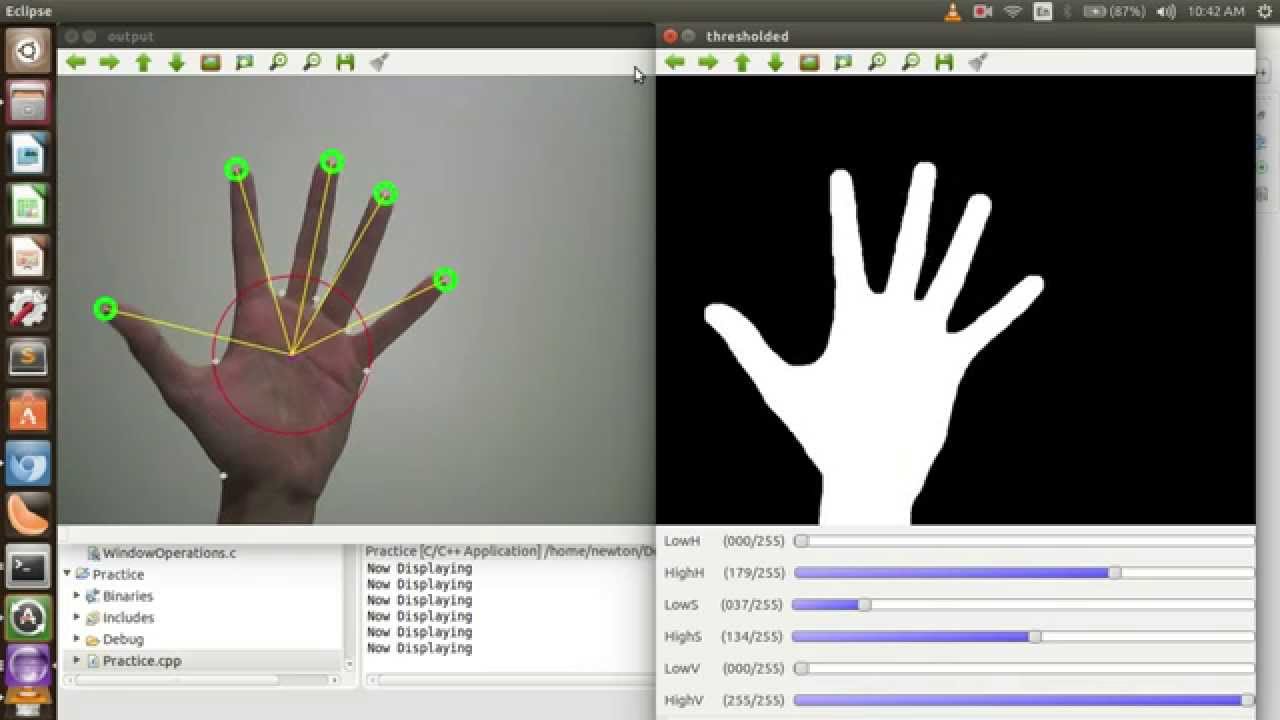 Eclipse
En
(87%)
10:42 AM
output
thresholded
S
A
A
WindowOperations.c
Practice
Binaries
Includes
Debug
Practice.cpp
Practice [C/C++ Application] /home/newton/D
Now Displaying
Now Displaying
Now Displaying
Now Displaying
Now Displaying
Now Displaying
LowH (000/255)
HighH (179/255)
LowS (037/255)
HighS (134/255)
LowV (000/255)
HighV (255/255)